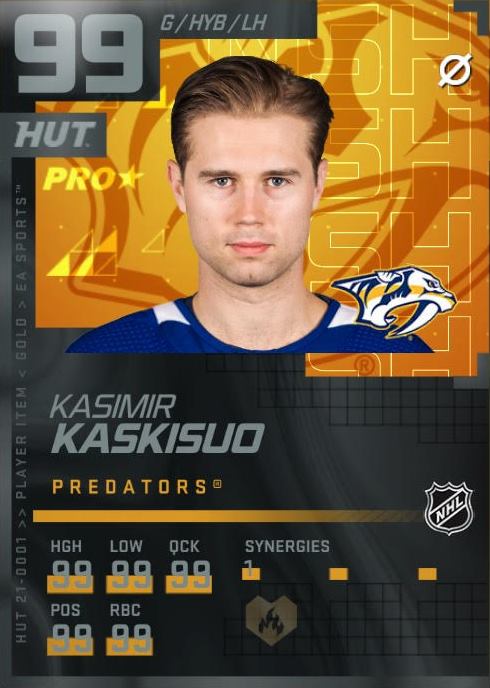 99
G/HYB/LH
HUT
PRO★
KASIMIR
KASKISUO
PREDATORS®
NHL
HGH LOW QCK SYNERGIES
99 99 99 1
POS RBC
99 99
HUT 21-0001 >> PLAYER ITEM < GOLD > EA SPORTS™
®